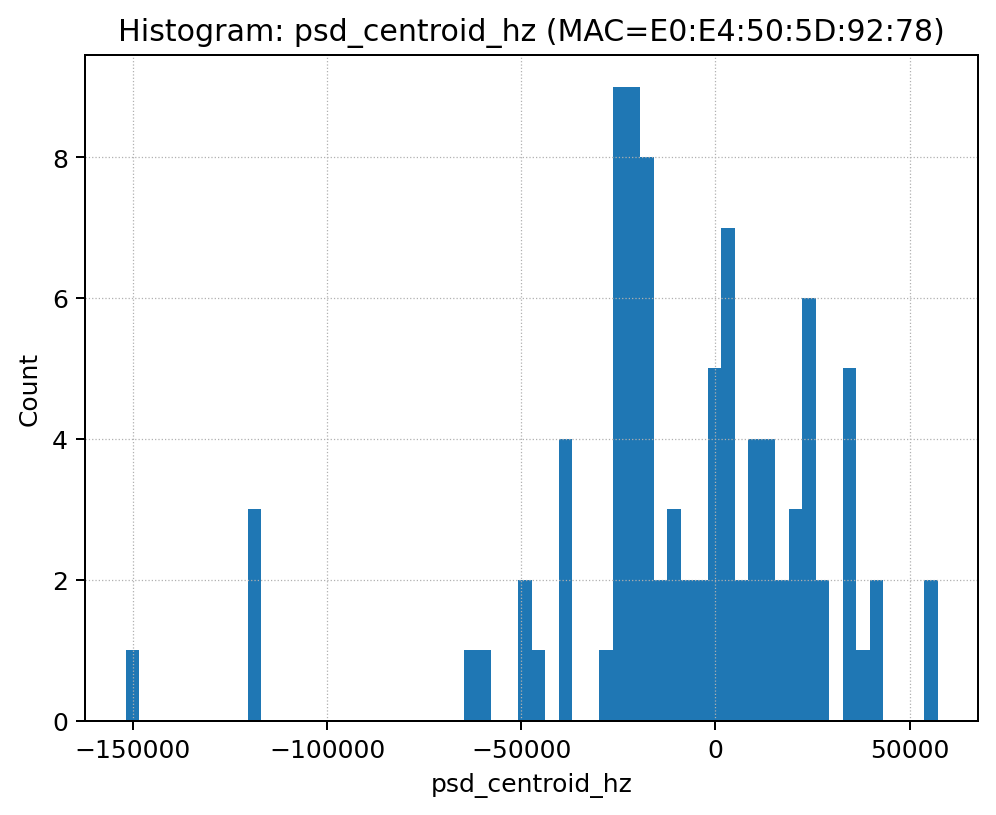 Histogram: psd_centroid_hz (MAC=E0:E4:50:5D:92:78)
8
6
4
2
0
Count
−150000 −100000 −50000 0 50000
psd_centroid_hz